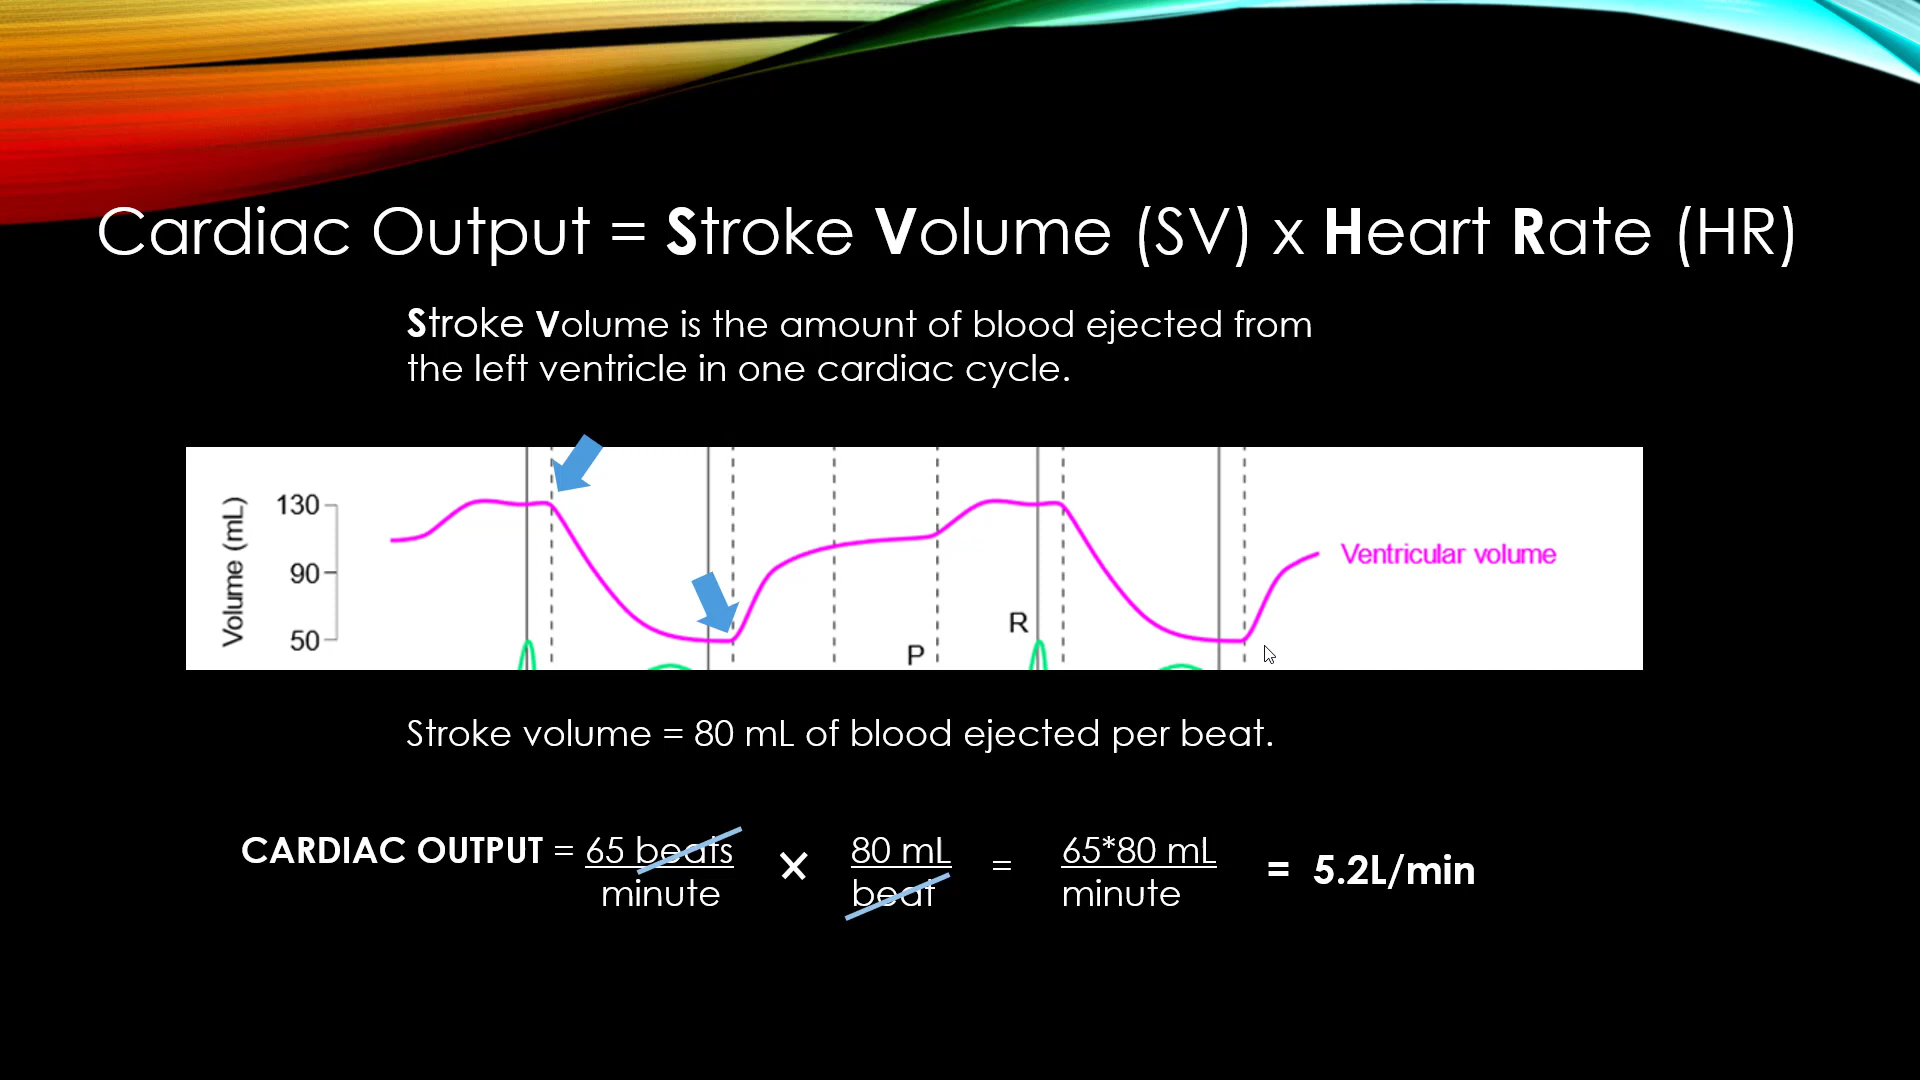 Cardiac Output = Stroke Volume (SV) x Heart Rate (HR)
Stroke Volume is the amount of blood ejected from
the left ventricle in one cardiac cycle.
Volume (mL)
130
90
50
Ventricular volume
R
P
Stroke volume = 80 mL of blood ejected per beat.
CARDIAC OUTPUT = 65 beats × 80 mL = 65*80 mL = 5.2L/min
minute beat minute